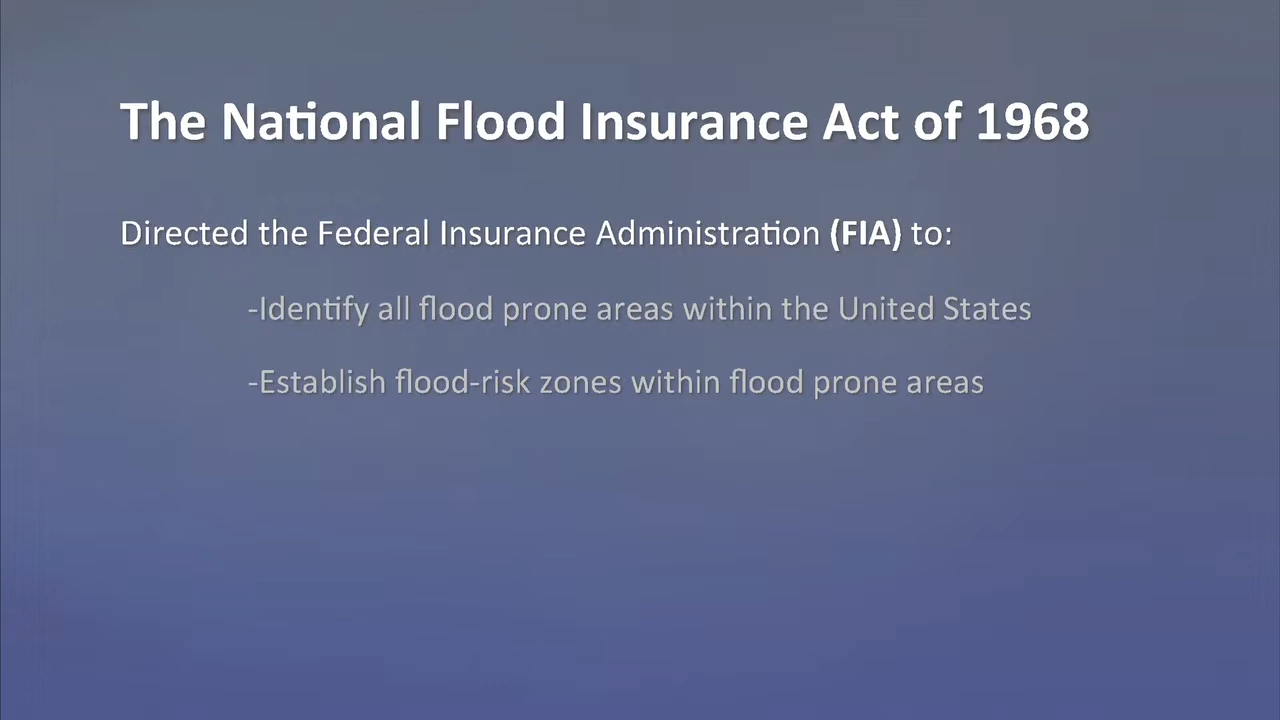 The National Flood Insurance Act of 1968
Directed the Federal Insurance Administration (FIA) to:
-Identify all flood prone areas within the United States
-Establish flood-risk zones within flood prone areas